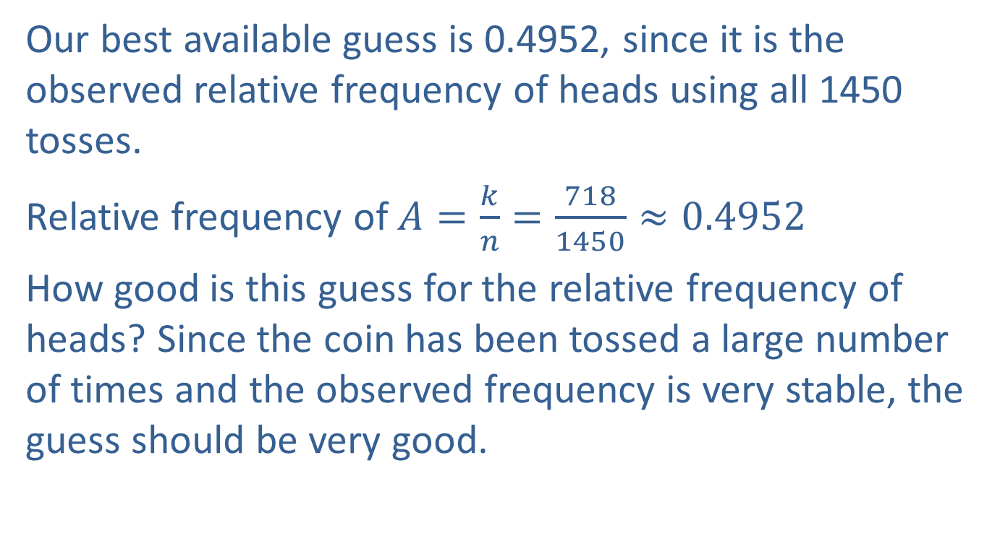 Our best available guess is 0.4952, since it is the
observed relative frequency of heads using all 1450
tosses.
Relative frequency of A = k/n = 718/1450 ≈ 0.4952
How good is this guess for the relative frequency of
heads? Since the coin has been tossed a large number
of times and the observed frequency is very stable, the
guess should be very good.